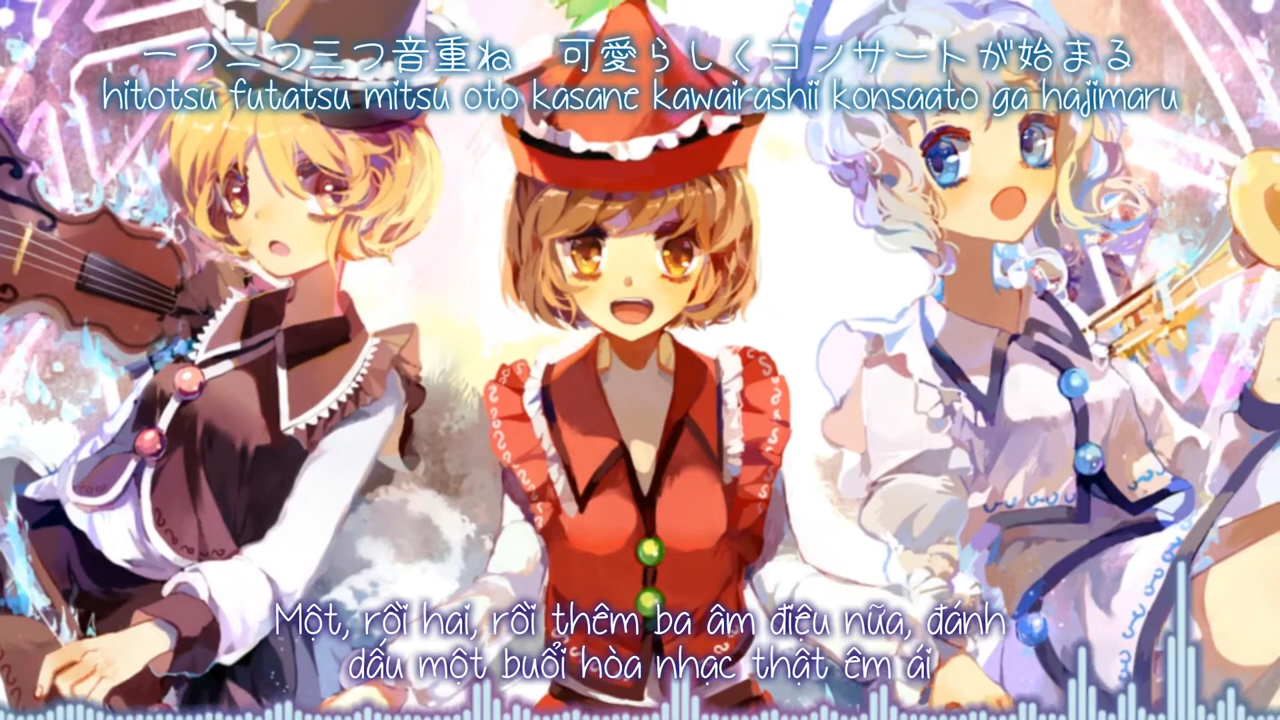 一つ二つ三つ音重ね　可愛らしくコンサートが始まる
hitotsu futatsu mitsu oto kasane kawairashii konsaato ga hajimaru
Một, rồi hai, rồi thêm ba âm điệu nữa, đánh
dấu một buổi hòa nhạc thật êm ái